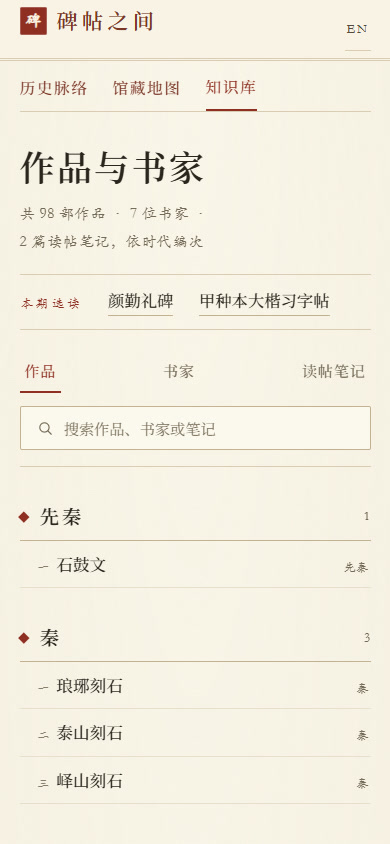 碑 碑帖之间
EN
历史脉络 馆藏地图 知识库
作品与书家
共 98 部作品 · 7 位书家 ·
2 篇读帖笔记，依时代编次
本期选读 颜勤礼碑 甲种本大楷习字帖
作品 书家 读帖笔记
搜索作品、书家或笔记
先秦 1
一 石鼓文 先秦
秦 3
一 琅琊刻石 秦
二 泰山刻石 秦
三 峄山刻石 秦